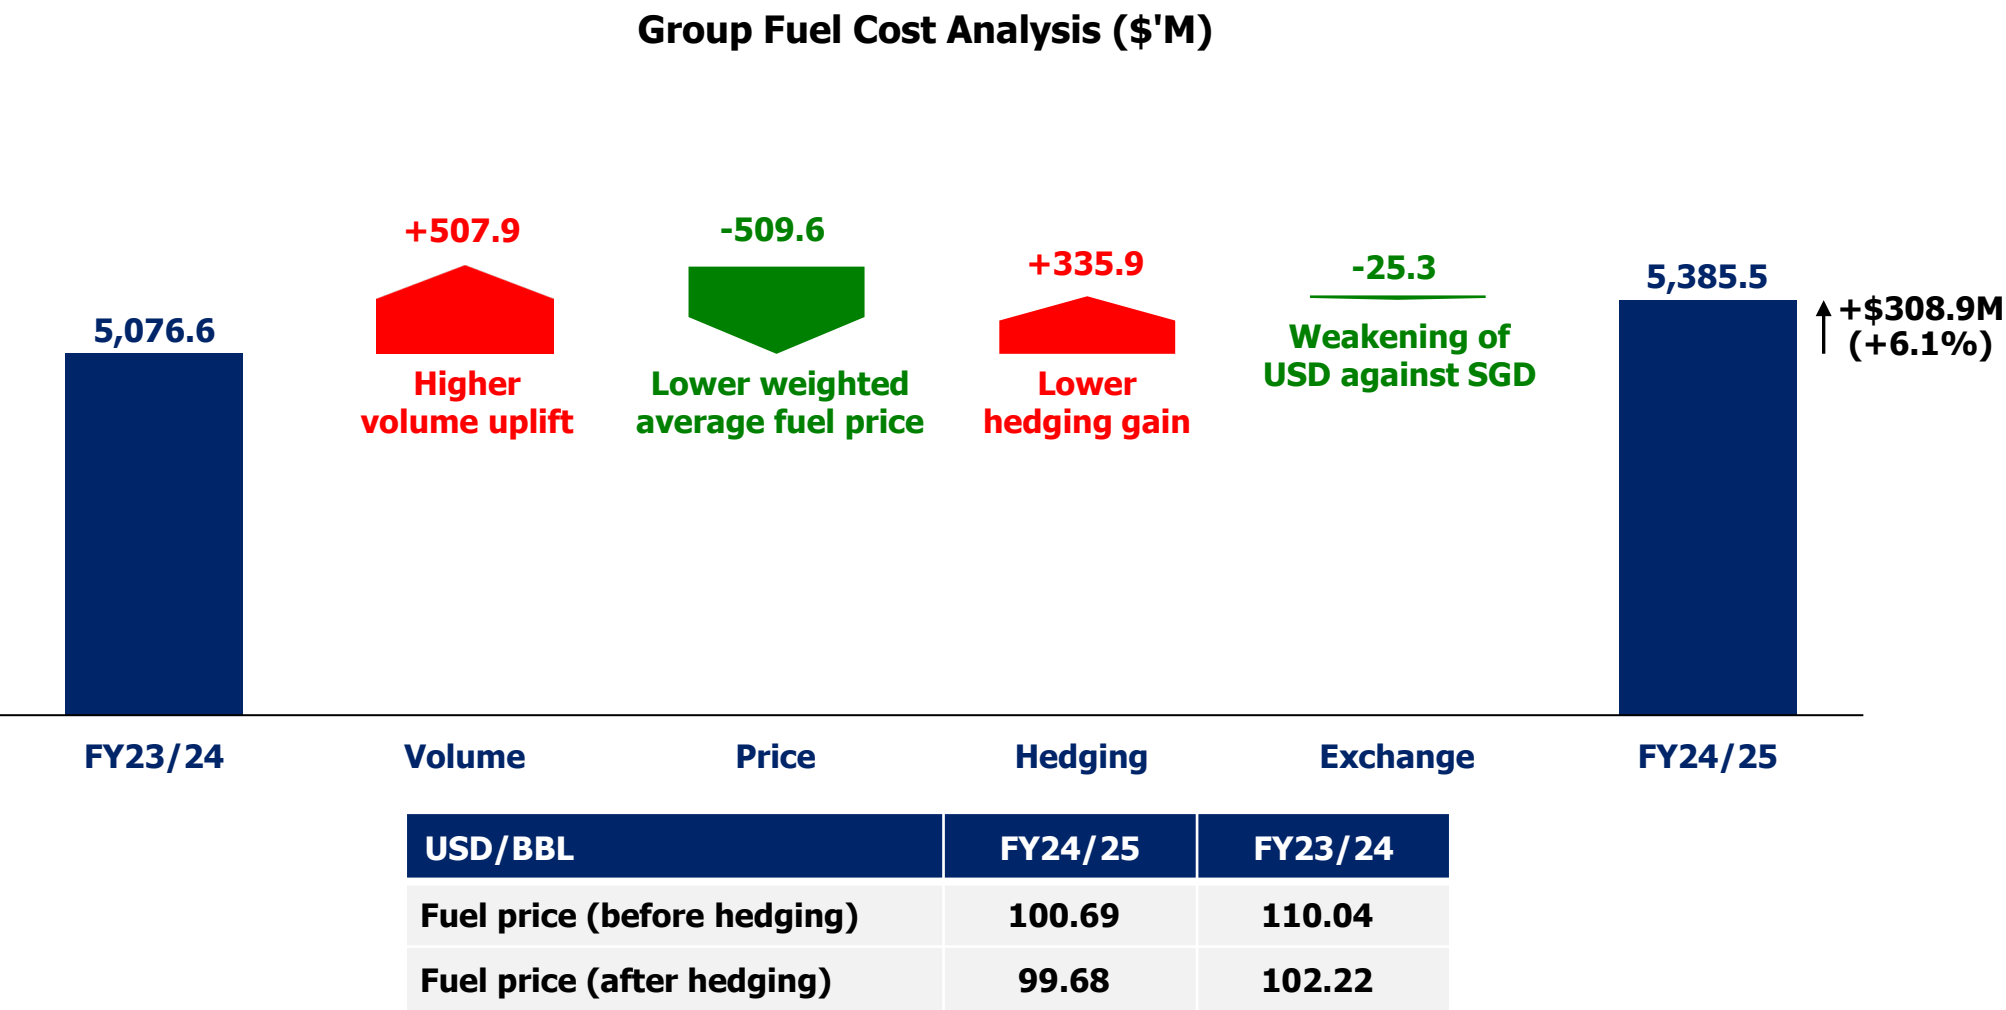 Group Fuel Cost Analysis ($'M)
5,076.6
+507.9
Higher
volume uplift
-509.6
Lower weighted
average fuel price
+335.9
Lower
hedging gain
-25.3
Weakening of
USD against SGD
5,385.5
+$308.9M
(+6.1%)
FY23/24 Volume Price Hedging Exchange FY24/25
USD/BBL FY24/25 FY23/24
Fuel price (before hedging) 100.69 110.04
Fuel price (after hedging) 99.68 102.22